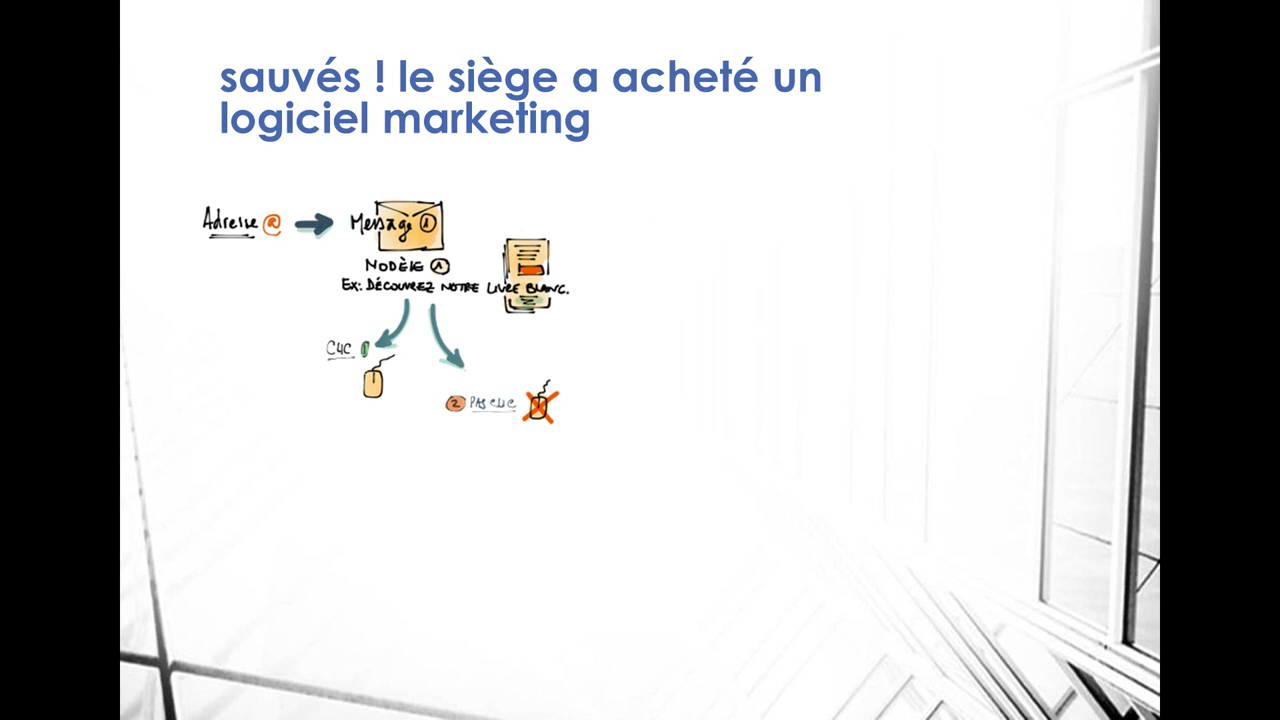 sauvés ! le siège a acheté un
logiciel marketing
Adresse @ Message 1
MODÈLE A
EX: DÉCOUVREZ NOTRE LIVRE BLANC.
CLIC 1
2 PAS CLIC